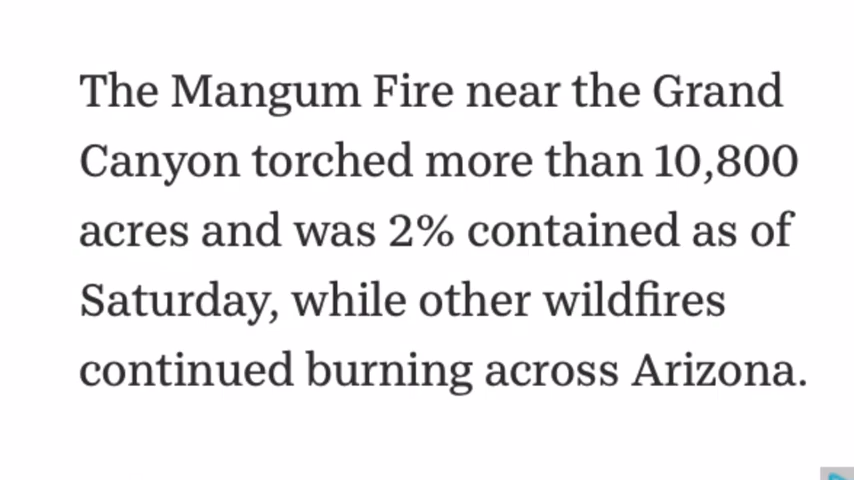 The Mangum Fire near the Grand
Canyon torched more than 10,800
acres and was 2% contained as of
Saturday, while other wildfires
continued burning across Arizona.